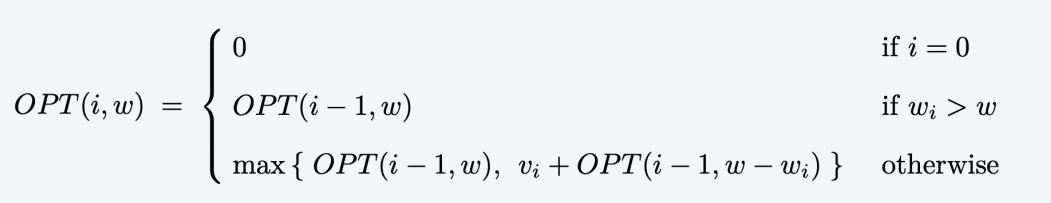 0 if i = 0
OPT(i, w) = { OPT(i − 1, w) if wᵢ > w
max { OPT(i − 1, w), vᵢ + OPT(i − 1, w − wᵢ) } otherwise